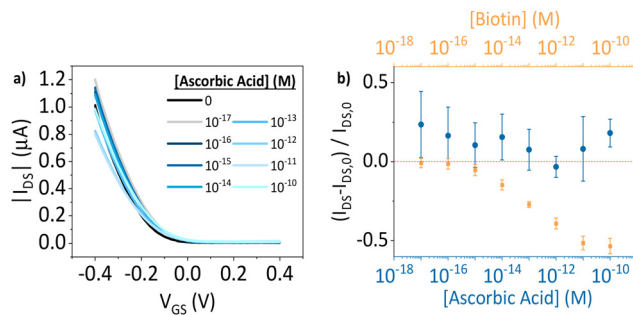 a)
[Ascorbic Acid] (M)
0
10⁻¹⁷ 10⁻¹³
10⁻¹⁶ 10⁻¹²
10⁻¹⁵ 10⁻¹¹
10⁻¹⁴ 10⁻¹⁰
|I_DS| (µA)
1.2
1.0
0.8
0.6
0.4
0.2
0.0
-0.4 -0.2 0.0 0.2 0.4
V_GS (V)
[Biotin] (M)
10⁻¹⁸ 10⁻¹⁶ 10⁻¹⁴ 10⁻¹² 10⁻¹⁰
b)
(I_DS-I_DS,0) / I_DS,0
0.5
0.0
-0.5
10⁻¹⁸ 10⁻¹⁶ 10⁻¹⁴ 10⁻¹² 10⁻¹⁰
[Ascorbic Acid] (M)